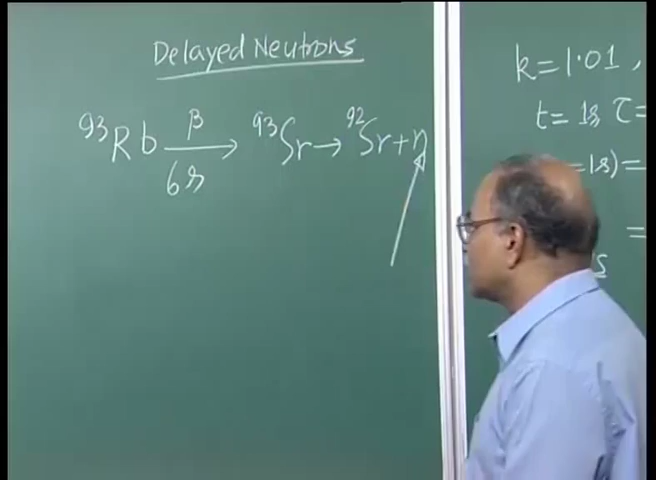 Delayed Neutrons
⁹³Rb β/6s → ⁹³Sr → ⁹²Sr + n
k = 1.01,
t = 1s τ =
= 1s) =
=
s